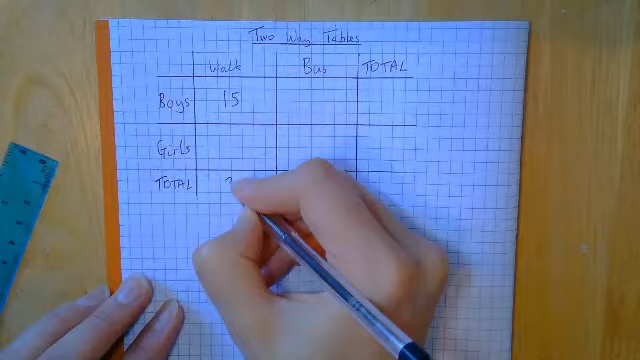 Two Way Tables
Walk Bus TOTAL
Boys 15
Girls
TOTAL